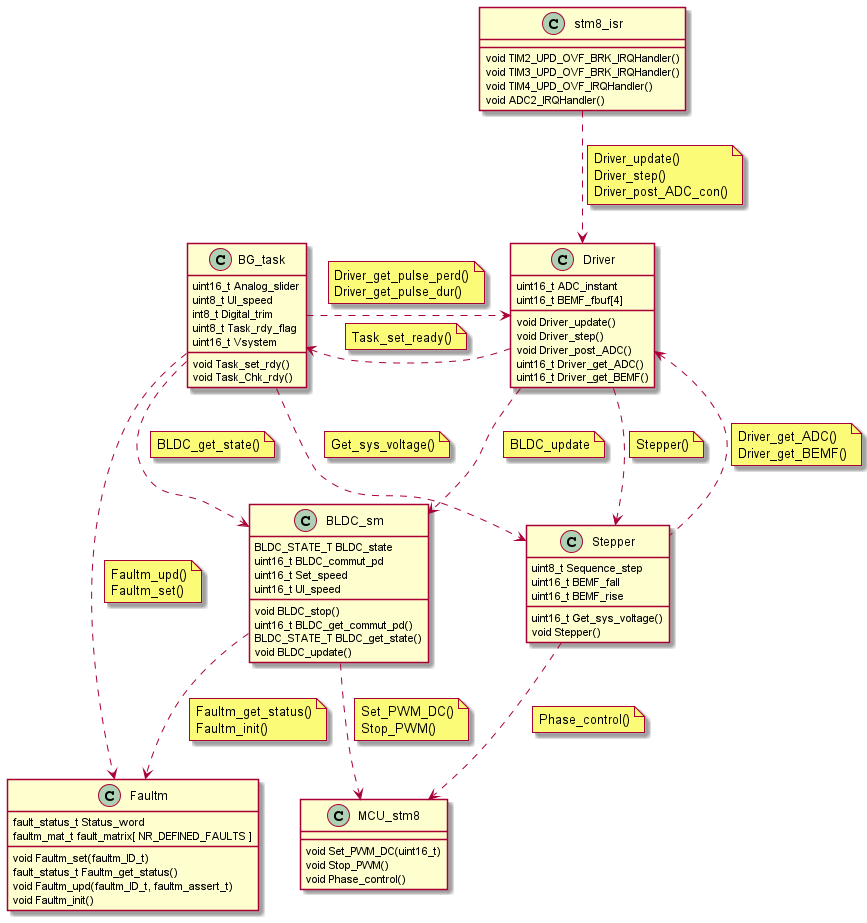 C stm8_isr
void TIM2_UPD_OVF_BRK_IRQHandler()
void TIM3_UPD_OVF_BRK_IRQHandler()
void TIM4_UPD_OVF_IRQHandler()
void ADC2_IRQHandler()
Driver_update()
Driver_step()
Driver_post_ADC_con()
C BG_task
uint16_t Analog_slider
uint8_t UI_speed
int8_t Digital_trim
uint8_t Task_rdy_flag
uint16_t Vsystem
void Task_set_rdy()
void Task_Chk_rdy()
Driver_get_pulse_perd()
Driver_get_pulse_dur()
Task_set_ready()
C Driver
uint16_t ADC_instant
uint16_t BEMF_fbuf[4]
void Driver_update()
void Driver_step()
void Driver_post_ADC()
uint16_t Driver_get_ADC()
uint16_t Driver_get_BEMF()
BLDC_get_state()
Get_sys_voltage()
BLDC_update
Stepper()
Driver_get_ADC()
Driver_get_BEMF()
C BLDC_sm
BLDC_STATE_T BLDC_state
uint16_t BLDC_commut_pd
uint16_t Set_speed
uint16_t UI_speed
void BLDC_stop()
uint16_t BLDC_get_commut_pd()
BLDC_STATE_T BLDC_get_state()
void BLDC_update()
C Stepper
uint8_t Sequence_step
uint16_t BEMF_fall
uint16_t BEMF_rise
uint16_t Get_sys_voltage()
void Stepper()
Faultm_upd()
Faultm_set()
Faultm_get_status()
Faultm_init()
Set_PWM_DC()
Stop_PWM()
Phase_control()
C Faultm
fault_status_t Status_word
faultm_mat_t fault_matrix[ NR_DEFINED_FAULTS ]
void Faultm_set(faultm_ID_t)
fault_status_t Faultm_get_status()
void Faultm_upd(faultm_ID_t, faultm_assert_t)
void Faultm_init()
C MCU_stm8
void Set_PWM_DC(uint16_t)
void Stop_PWM()
void Phase_control()